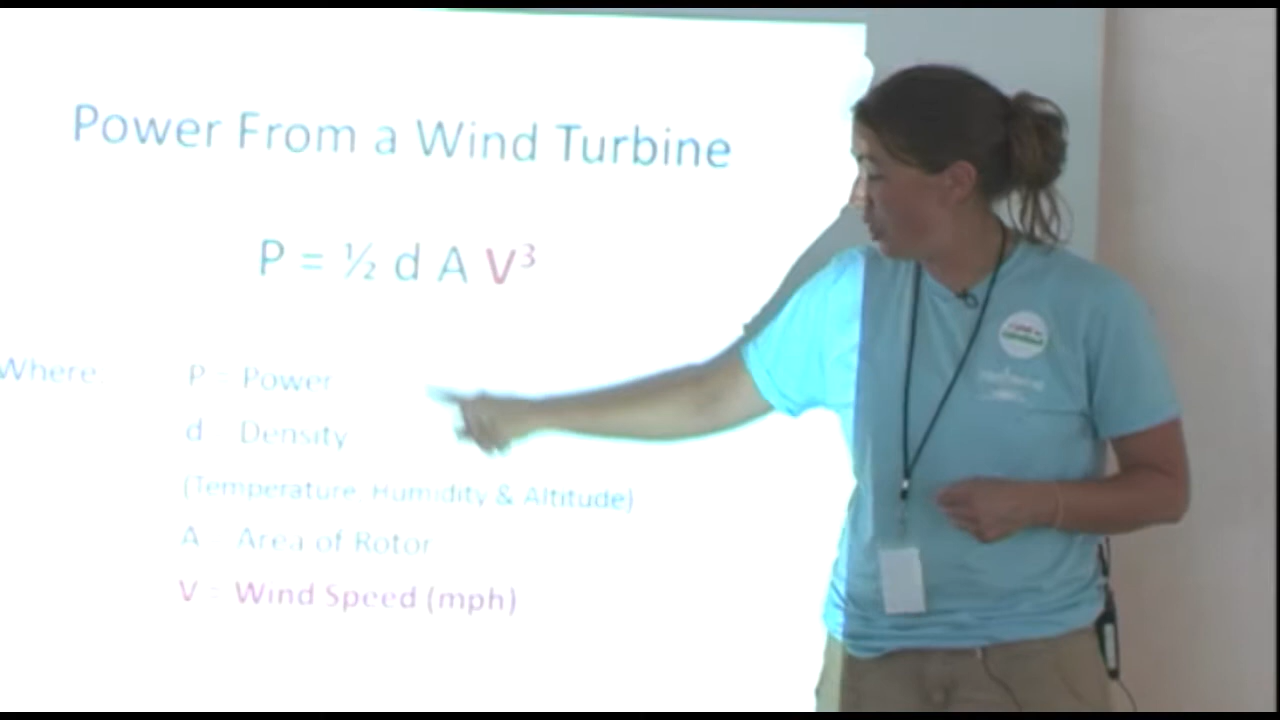 Power From a Wind Turbine
P = ½ d A V³
Where: P = Power
d = Density
(Temperature, Humidity & Altitude)
A = Area of Rotor
V = Wind Speed (mph)